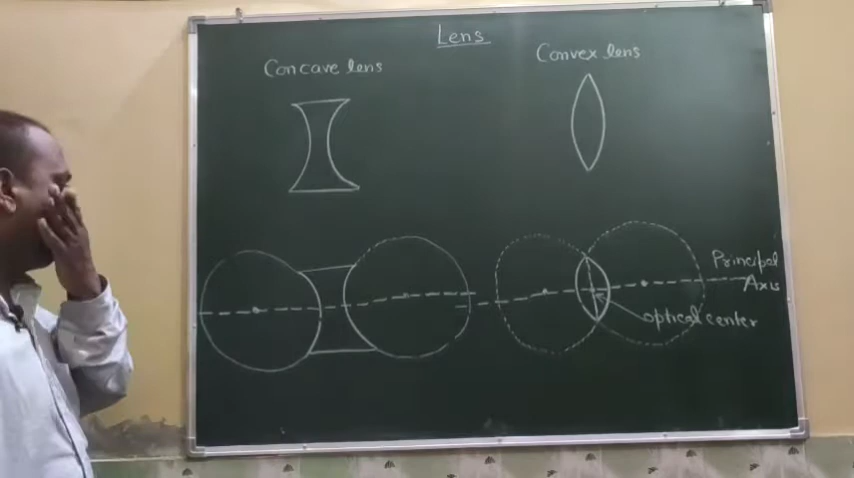 Lens
Concave lens
Convex lens
Principal
Axis
optical center